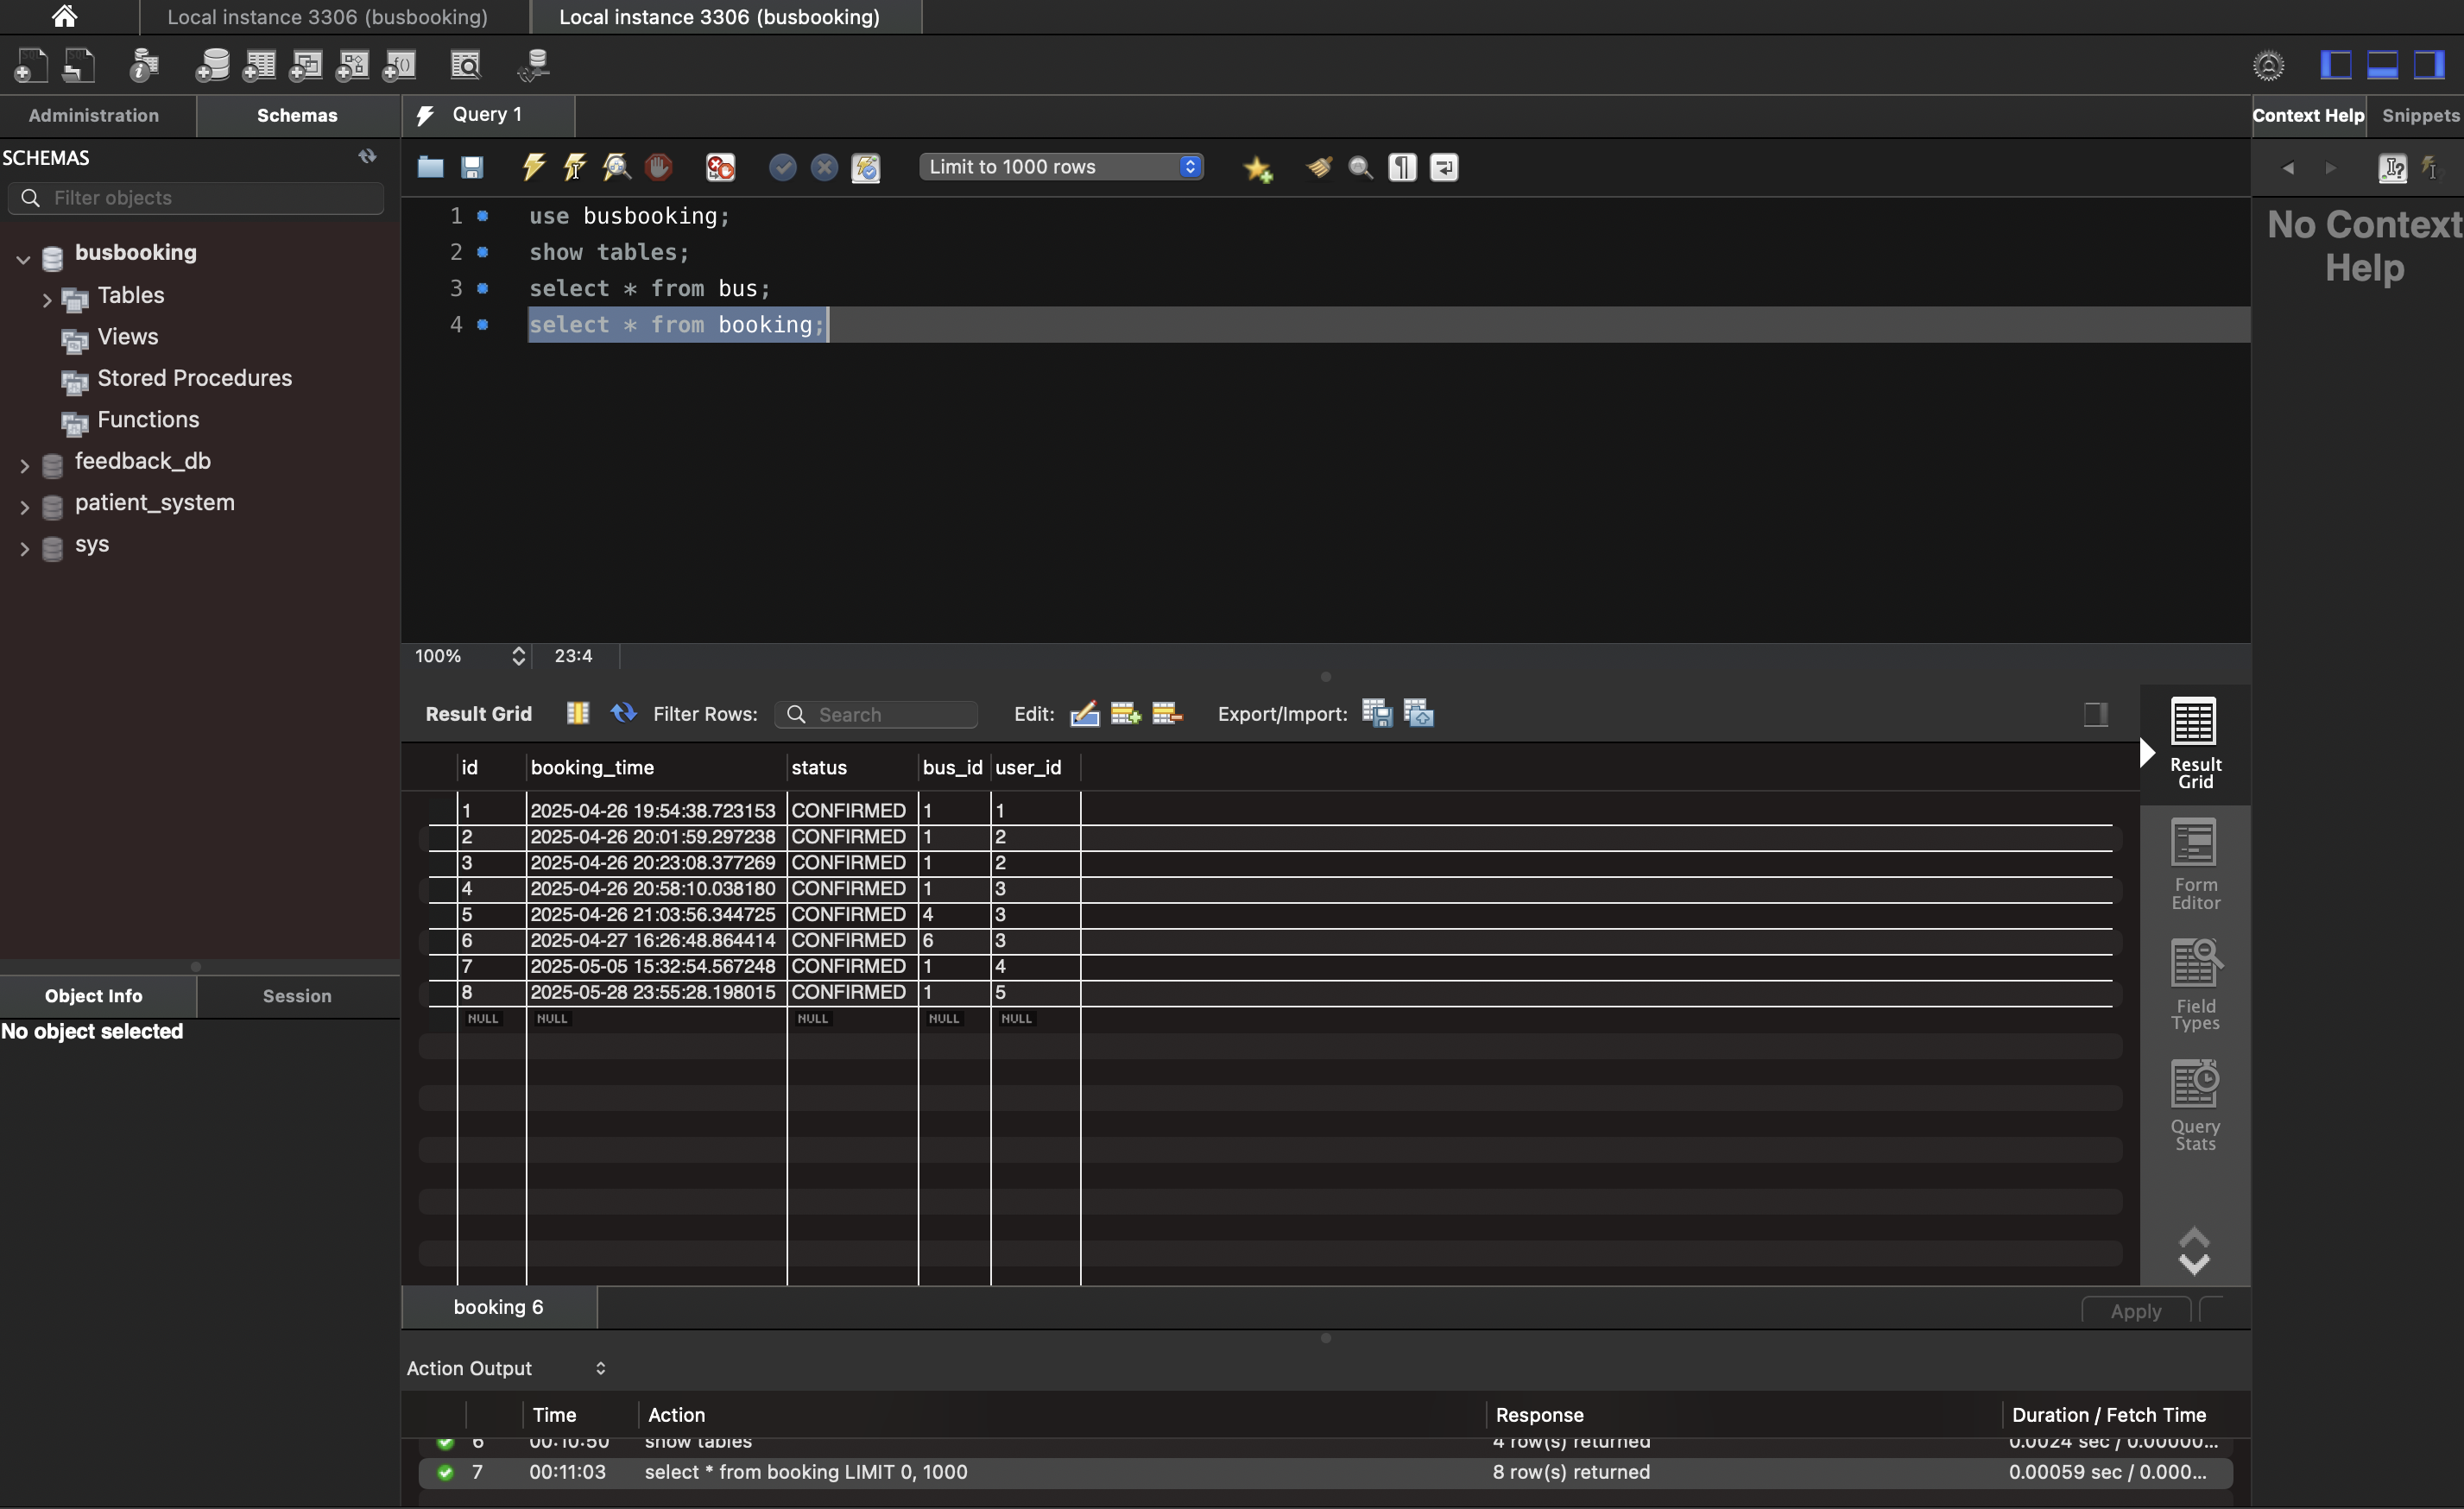 Local instance 3306 (busbooking)
Local instance 3306 (busbooking)
Administration
Schemas
Query 1
Context Help
Snippets
SCHEMAS
Filter objects
Limit to 1000 rows
busbooking
Tables
Views
Stored Procedures
Functions
feedback_db
patient_system
sys
1 use busbooking;
2 show tables;
3 select * from bus;
4 select * from booking;
No Context
Help
100%
23:4
Result Grid
Filter Rows:
Search
Edit:
Export/Import:
id booking_time status bus_id user_id
1 2025-04-26 19:54:38.723153 CONFIRMED 1 1
2 2025-04-26 20:01:59.297238 CONFIRMED 1 2
3 2025-04-26 20:23:08.377269 CONFIRMED 1 2
4 2025-04-26 20:58:10.038180 CONFIRMED 1 3
5 2025-04-26 21:03:56.344725 CONFIRMED 4 3
6 2025-04-27 16:26:48.864414 CONFIRMED 6 3
7 2025-05-05 15:32:54.567248 CONFIRMED 1 4
8 2025-05-28 23:55:28.198015 CONFIRMED 1 5
NULL NULL NULL NULL NULL
Result
Grid
Form
Editor
Field
Types
Query
Stats
Object Info
Session
No object selected
booking 6
Apply
Action Output
Time Action Response Duration / Fetch Time
6 00:10:50 show tables 4 row(s) returned 0.0024 sec / 0.00000...
7 00:11:03 select * from booking LIMIT 0, 1000 8 row(s) returned 0.00059 sec / 0.000...